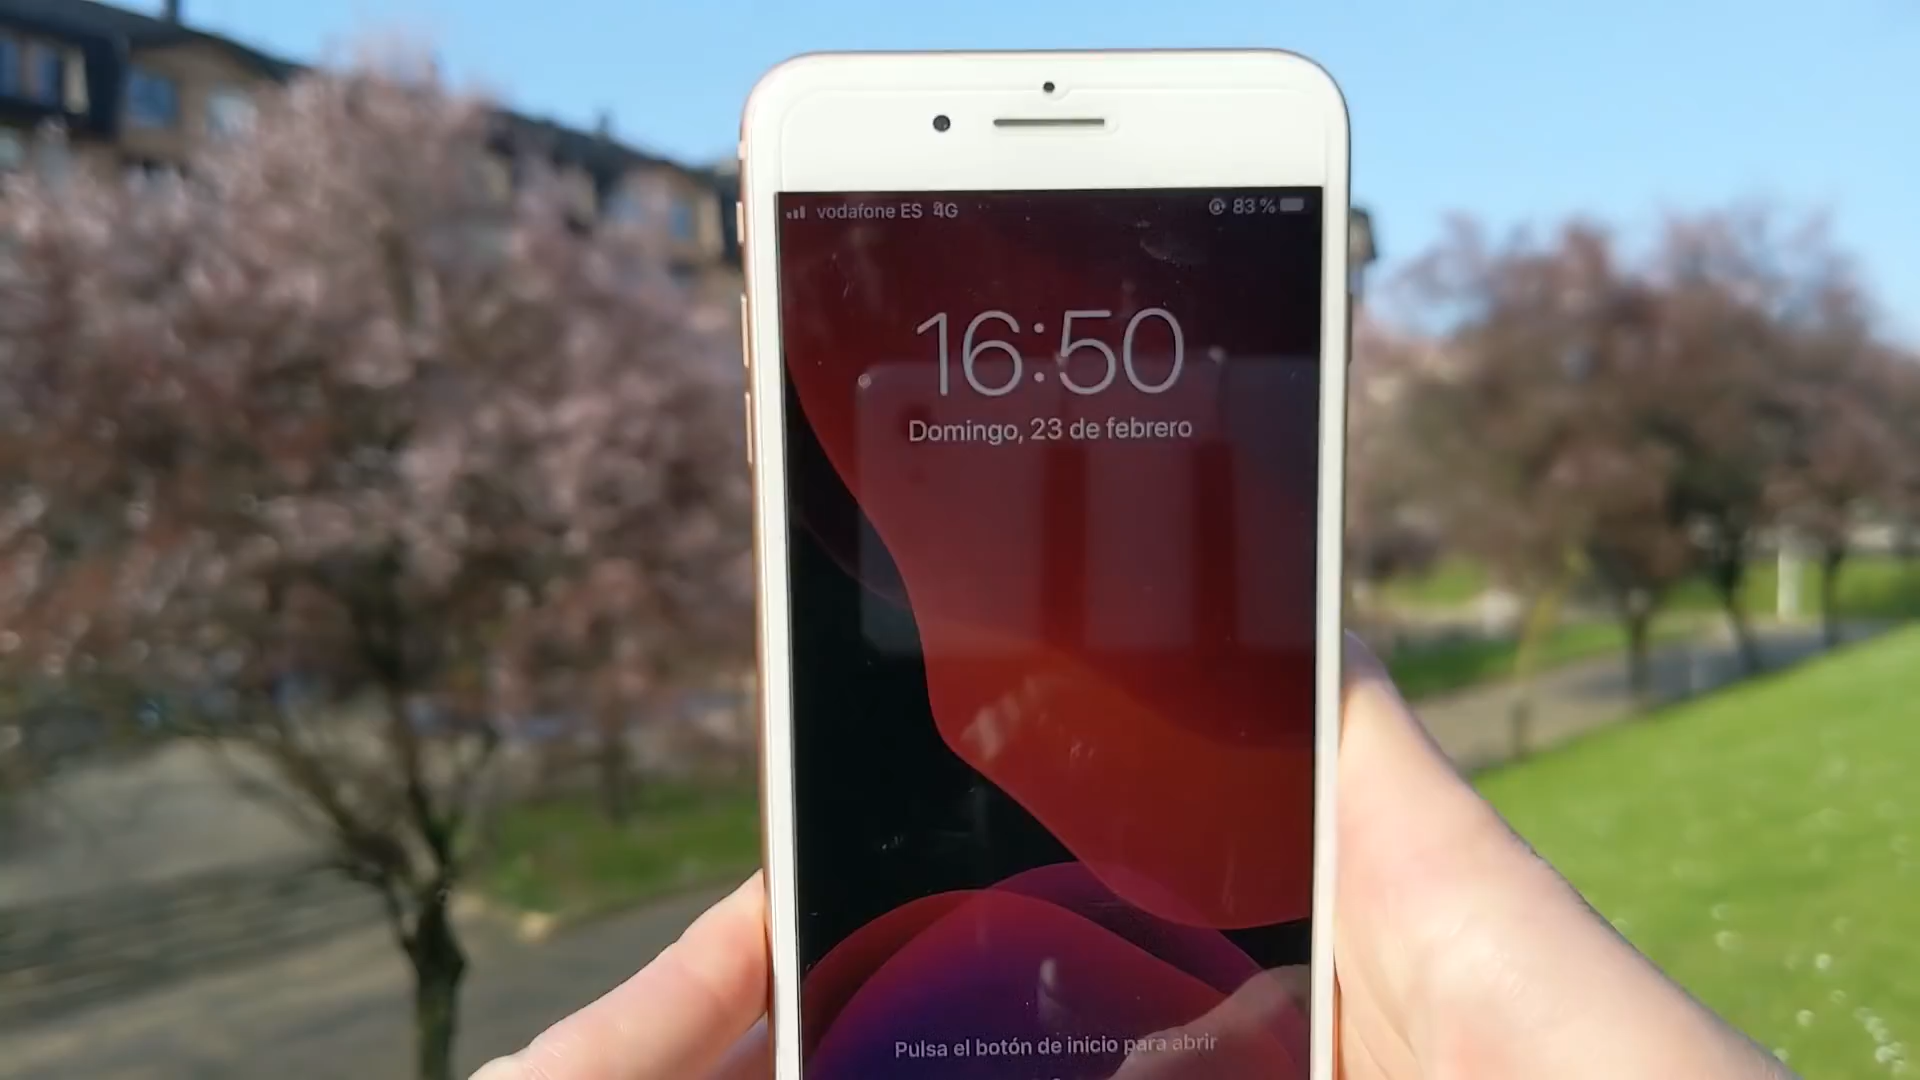 vodafone ES 4G 83 %
16:50
Domingo, 23 de febrero
Pulsa el botón de inicio para abrir